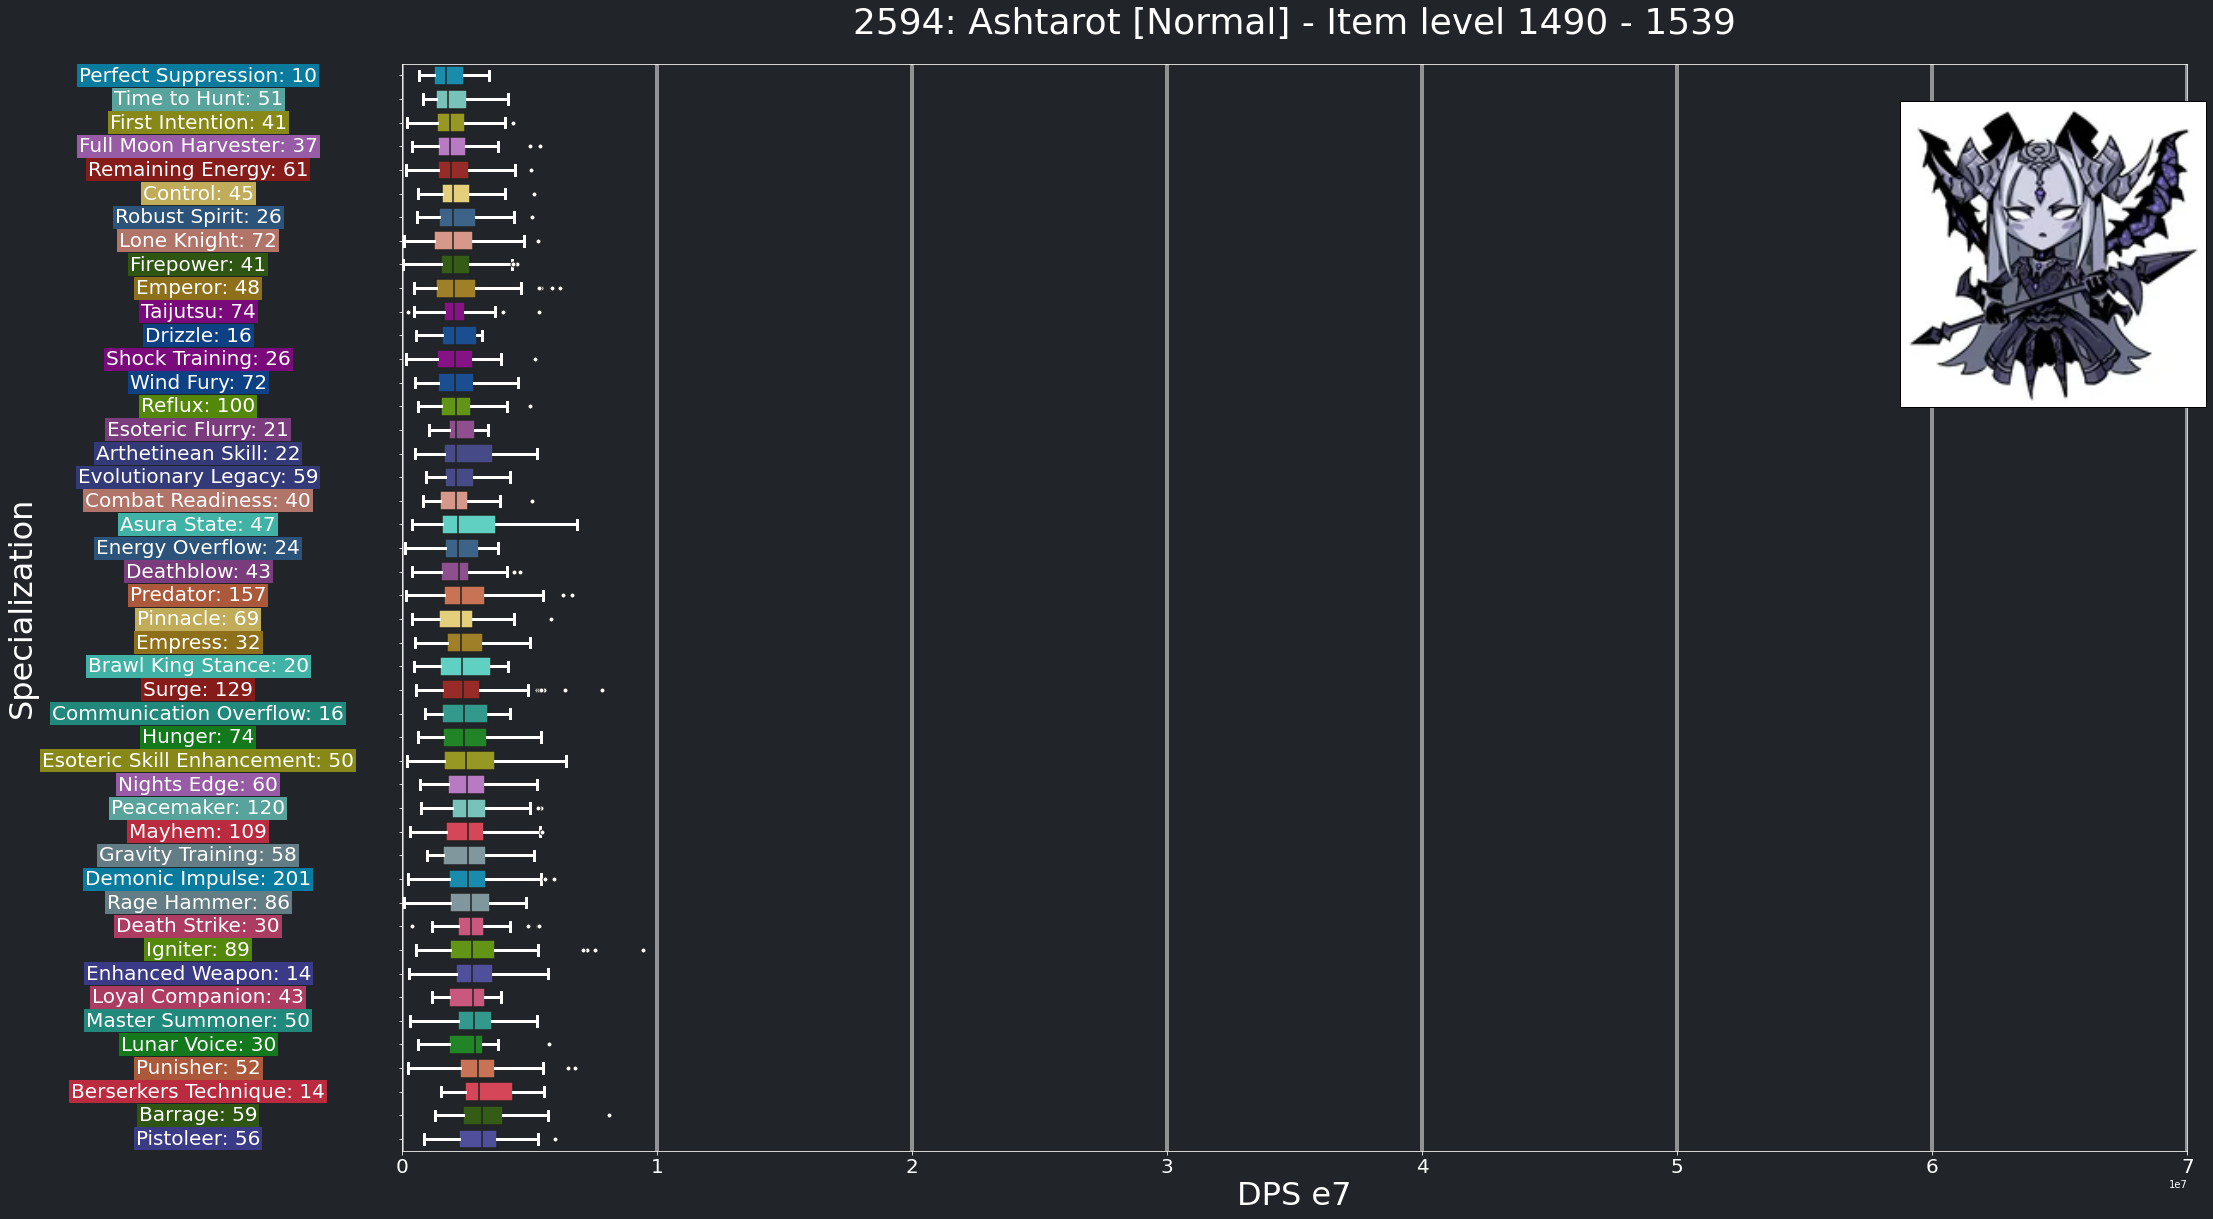 2594: Ashtarot [Normal] - Item level 1490 - 1539
Specialization
Perfect Suppression: 10
Time to Hunt: 51
First Intention: 41
Full Moon Harvester: 37
Remaining Energy: 61
Control: 45
Robust Spirit: 26
Lone Knight: 72
Firepower: 41
Emperor: 48
Taijutsu: 74
Drizzle: 16
Shock Training: 26
Wind Fury: 72
Reflux: 100
Esoteric Flurry: 21
Arthetinean Skill: 22
Evolutionary Legacy: 59
Combat Readiness: 40
Asura State: 47
Energy Overflow: 24
Deathblow: 43
Predator: 157
Pinnacle: 69
Empress: 32
Brawl King Stance: 20
Surge: 129
Communication Overflow: 16
Hunger: 74
Esoteric Skill Enhancement: 50
Nights Edge: 60
Peacemaker: 120
Mayhem: 109
Gravity Training: 58
Demonic Impulse: 201
Rage Hammer: 86
Death Strike: 30
Igniter: 89
Enhanced Weapon: 14
Loyal Companion: 43
Master Summoner: 50
Lunar Voice: 30
Punisher: 52
Berserkers Technique: 14
Barrage: 59
Pistoleer: 56
0 1 2 3 4 5 6 7
DPS e7
1e7